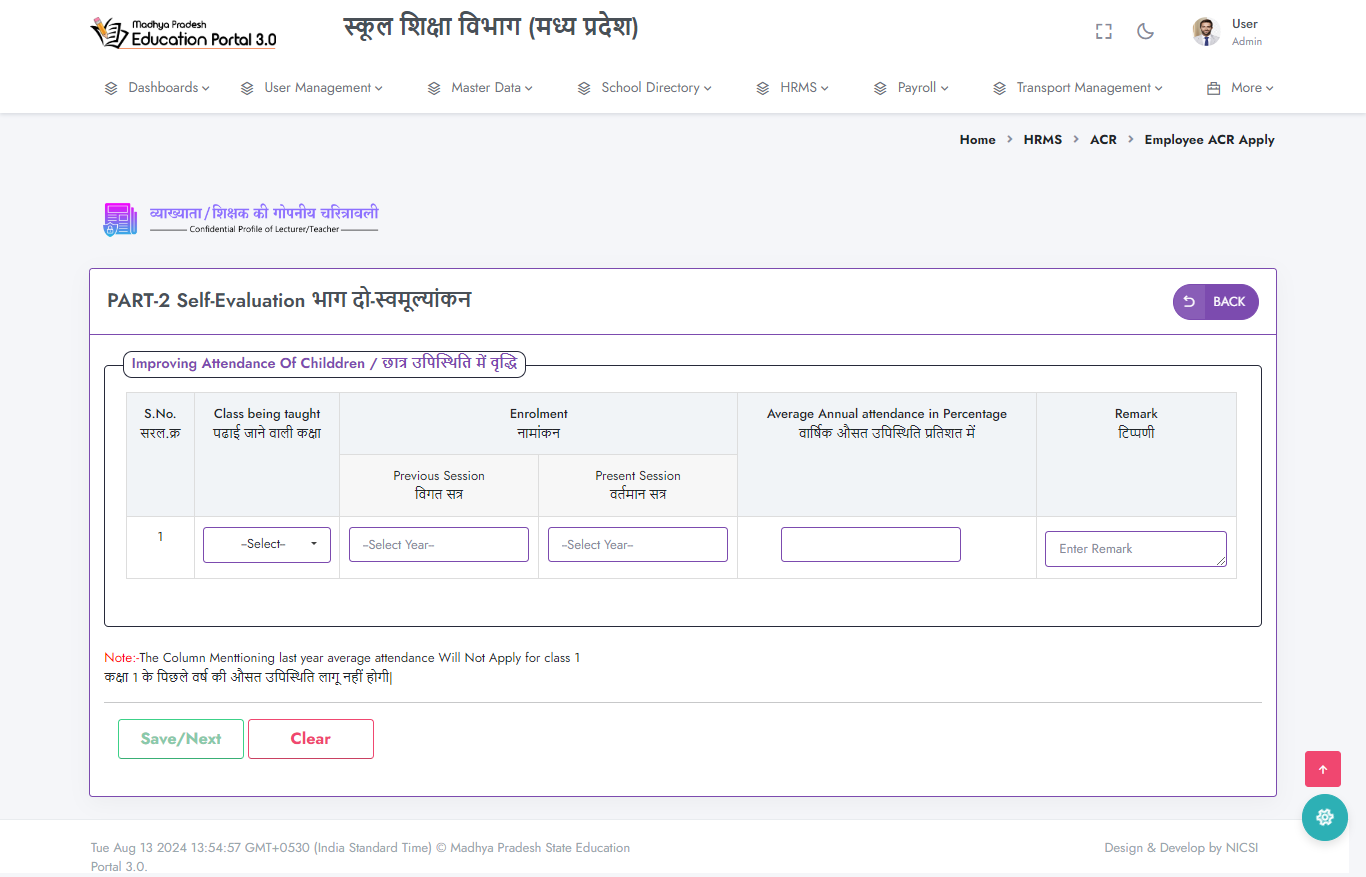 Madhya Pradesh
Education Portal 3.0
स्कूल शिक्षा विभाग (मध्य प्रदेश)
User
Admin
Dashboards User Management Master Data School Directory HRMS Payroll Transport Management More
Home > HRMS > ACR > Employee ACR Apply
व्याख्याता/शिक्षक की गोपनीय चरित्रावली
Confidential Profile of Lecturer/Teacher
PART-2 Self-Evaluation भाग दो-स्वमूल्यांकन
BACK
Improving Attendance Of Childdren / छात्र उपिस्थिति में वृद्धि
S.No.
सरल.क्र
Class being taught
पढाई जाने वाली कक्षा
Enrolment
नामांकन
Average Annual attendance in Percentage
वार्षिक औसत उपिस्थिति प्रतिशत में
Remark
टिप्पणी
Previous Session
विगत सत्र
Present Session
वर्तमान सत्र
1 --Select-- --Select Year-- --Select Year-- Enter Remark
Note:-The Column Menttioning last year average attendance Will Not Apply for class 1
कक्षा 1 के पिछले वर्ष की औसत उपिस्थिति लागू नहीं होगी|
Save/Next Clear
Tue Aug 13 2024 13:54:57 GMT+0530 (India Standard Time) © Madhya Pradesh State Education
Portal 3.0.
Design & Develop by NICSI